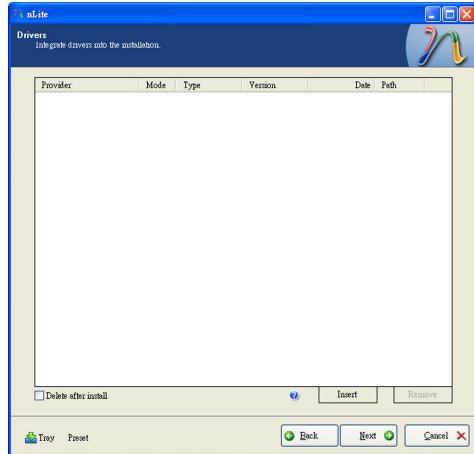 nLite
Drivers
Integrate drivers into the installation.
Provider Mode Type Version Date Path
Delete after install
Insert Remove
Tray Preset Back Next Cancel